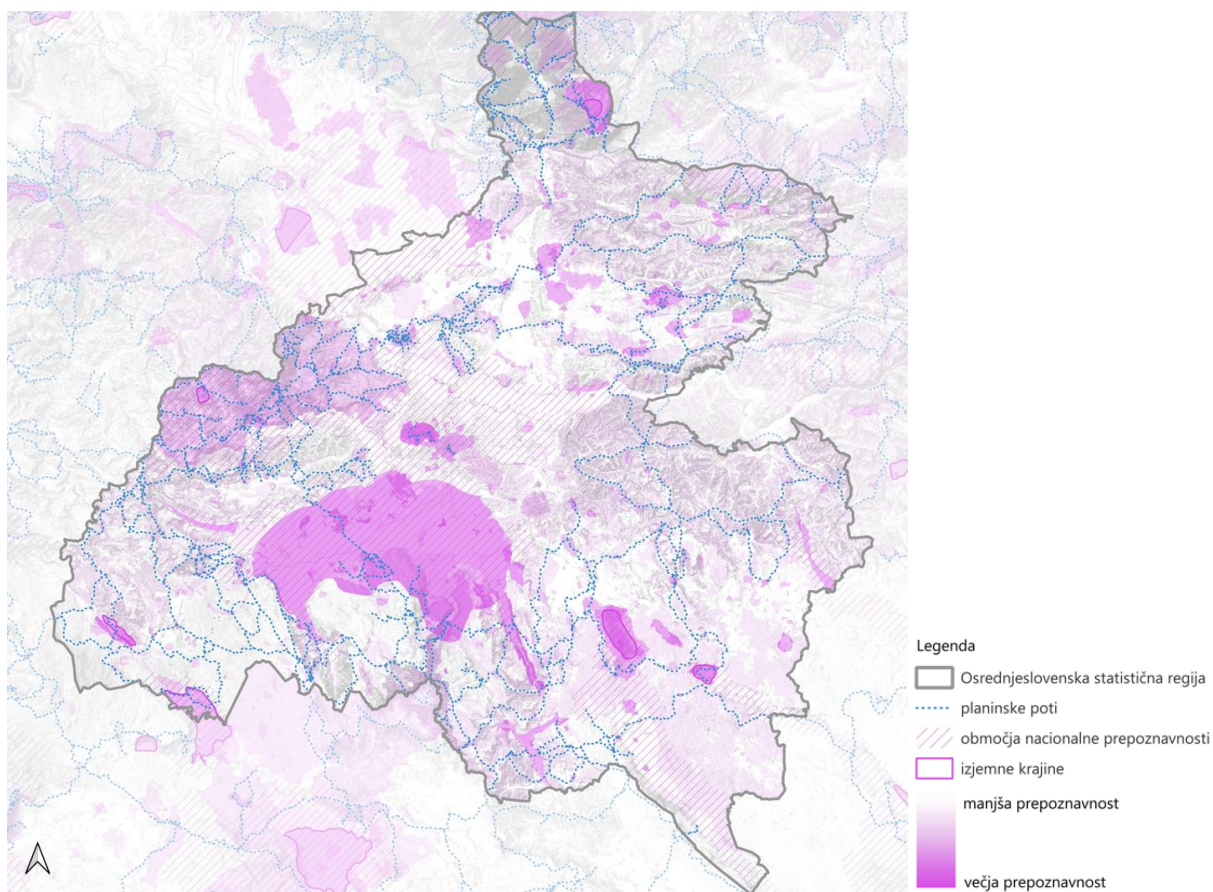 Legenda
Osrednjeslovenska statistična regija
planinske poti
območja nacionalne prepoznavnosti
izjemne krajine
manjša prepoznavnost
večja prepoznavnost